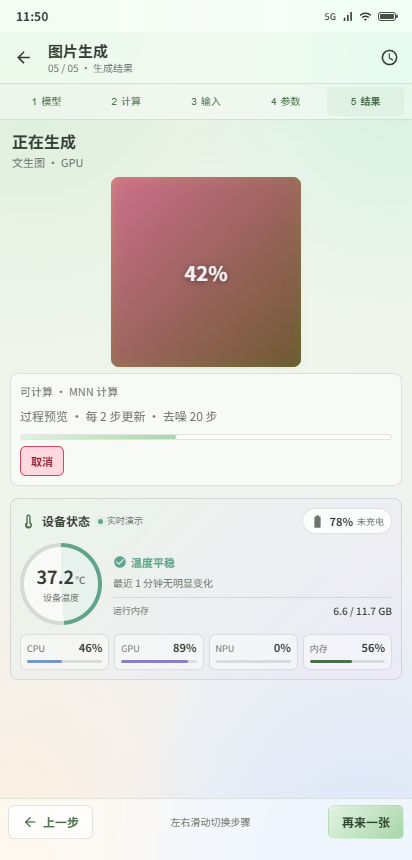 11:50 5G
图片生成
05 / 05 • 生成结果
1 模型 2 计算 3 输入 4 参数 5 结果
正在生成
文生图 • GPU
42%
可计算 • MNN 计算
过程预览 • 每 2 步更新 • 去噪 20 步
取消
设备状态 实时演示 78% 未充电
37.2°C
设备温度
温度平稳
最近 1 分钟无明显变化
运行内存 6.6 / 11.7 GB
CPU 46% GPU 89% NPU 0% 内存 56%
上一步 左右滑动切换步骤 再来一张